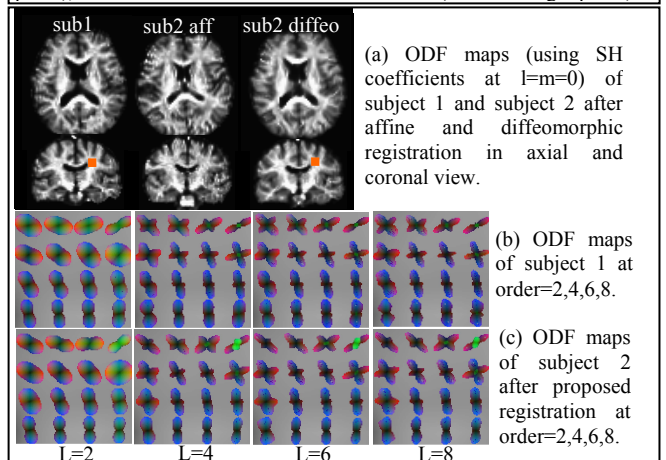 sub1 sub2 aff sub2 diffeo
(a) ODF maps (using SH
coefficients at l=m=0) of
subject 1 and subject 2 after
affine and diffeomorphic
registration in axial and
coronal view.
(b) ODF maps
of subject 1 at
order=2,4,6,8.
(c) ODF maps
of subject 2
after proposed
registration at
order=2,4,6,8.
L=2 L=4 L=6 L=8